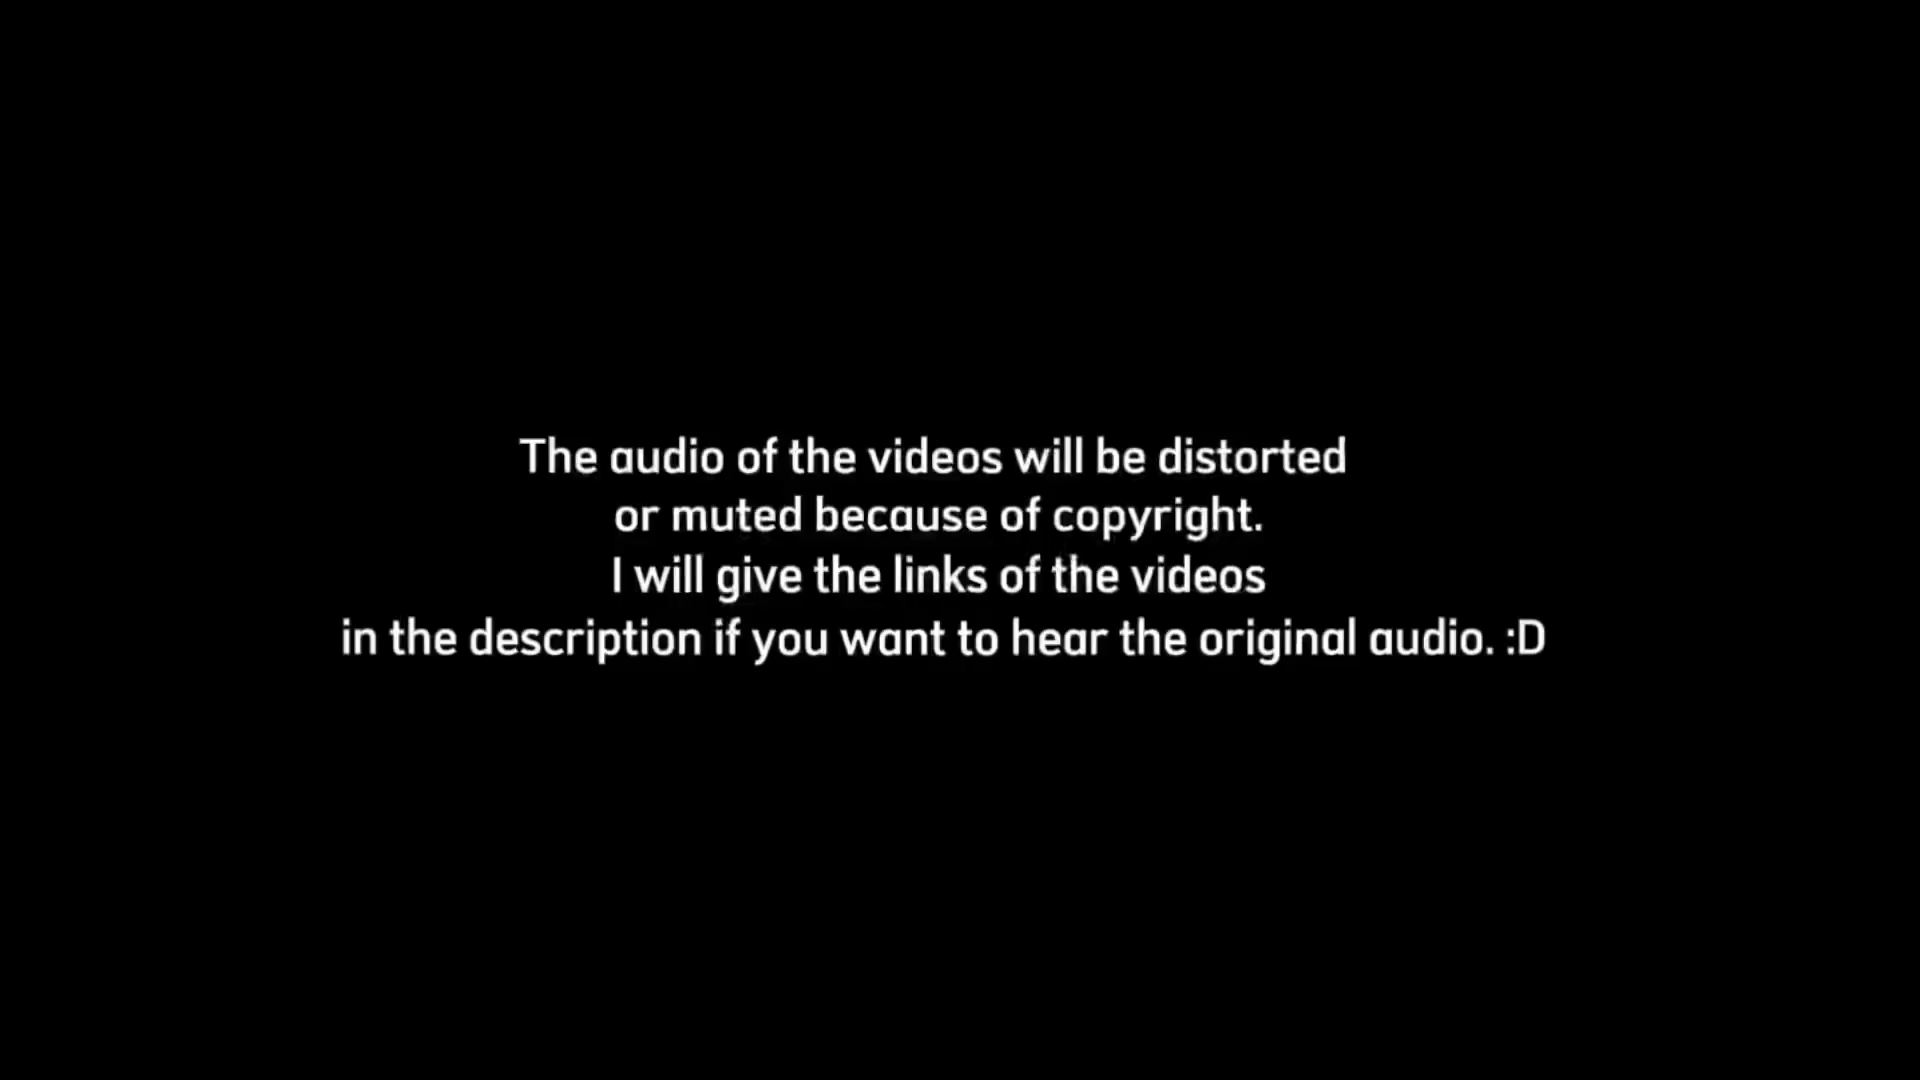 The audio of the videos will be distorted
or muted because of copyright.
I will give the links of the videos
in the description if you want to hear the original audio. :D